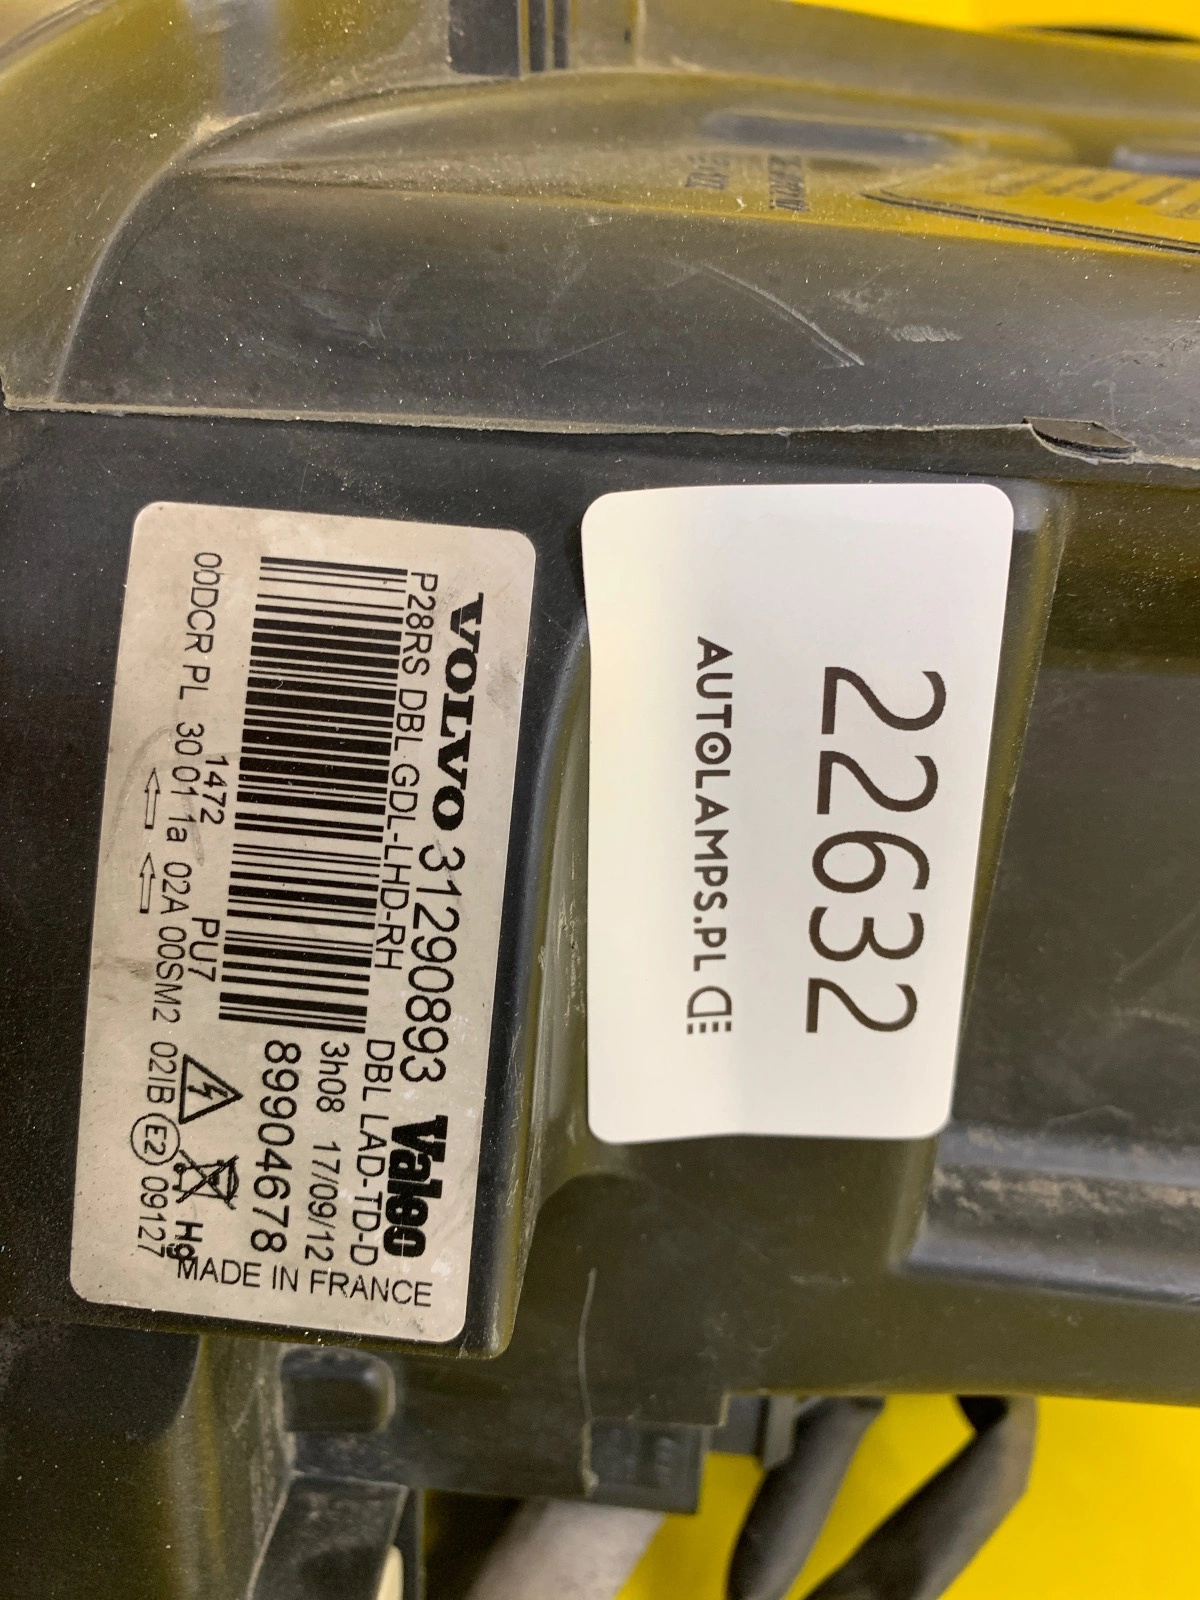 VOLVO 31290893 Valeo
P28RS DBL GDL-LHD-RH DBL LAD-TD-D
3h08 17/09/12
89904678
MADE IN FRANCE
1472 PU7
00DCR PL 30 01 1a 02A 00SM2 02IB E2 09127
Hg
22632
AUTOLAMPS.PL